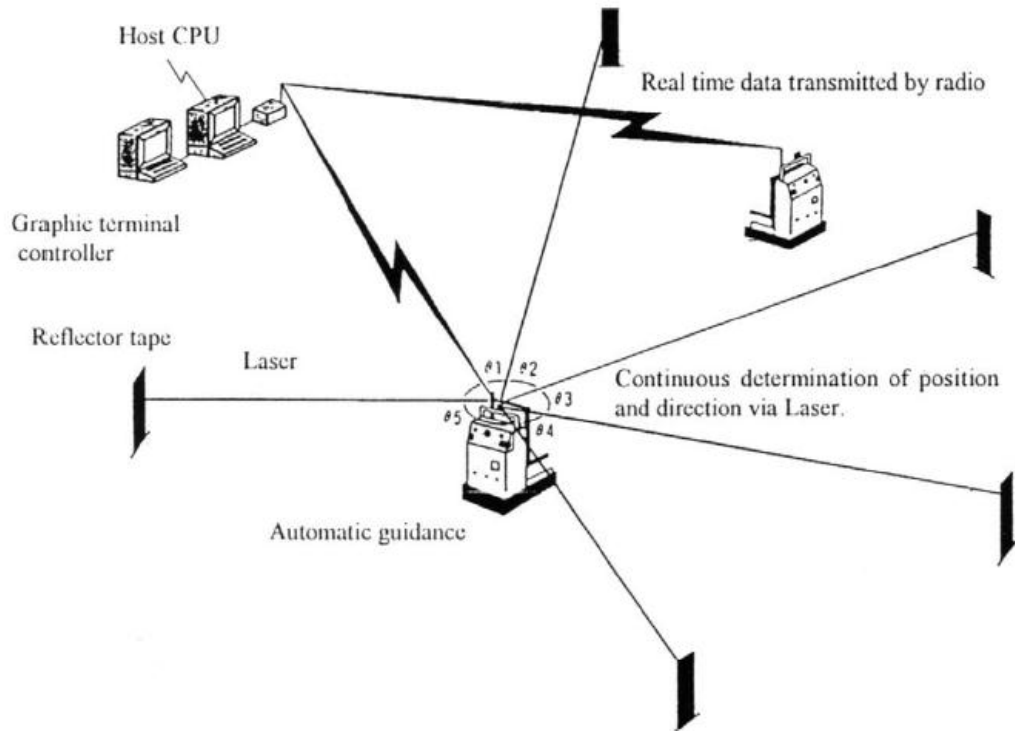 Host CPU
Real time data transmitted by radio
Graphic terminal
controller
Reflector tape
Laser
θ1
θ2
θ3
θ4
θ5
Continuous determination of position
and direction via Laser.
Automatic guidance